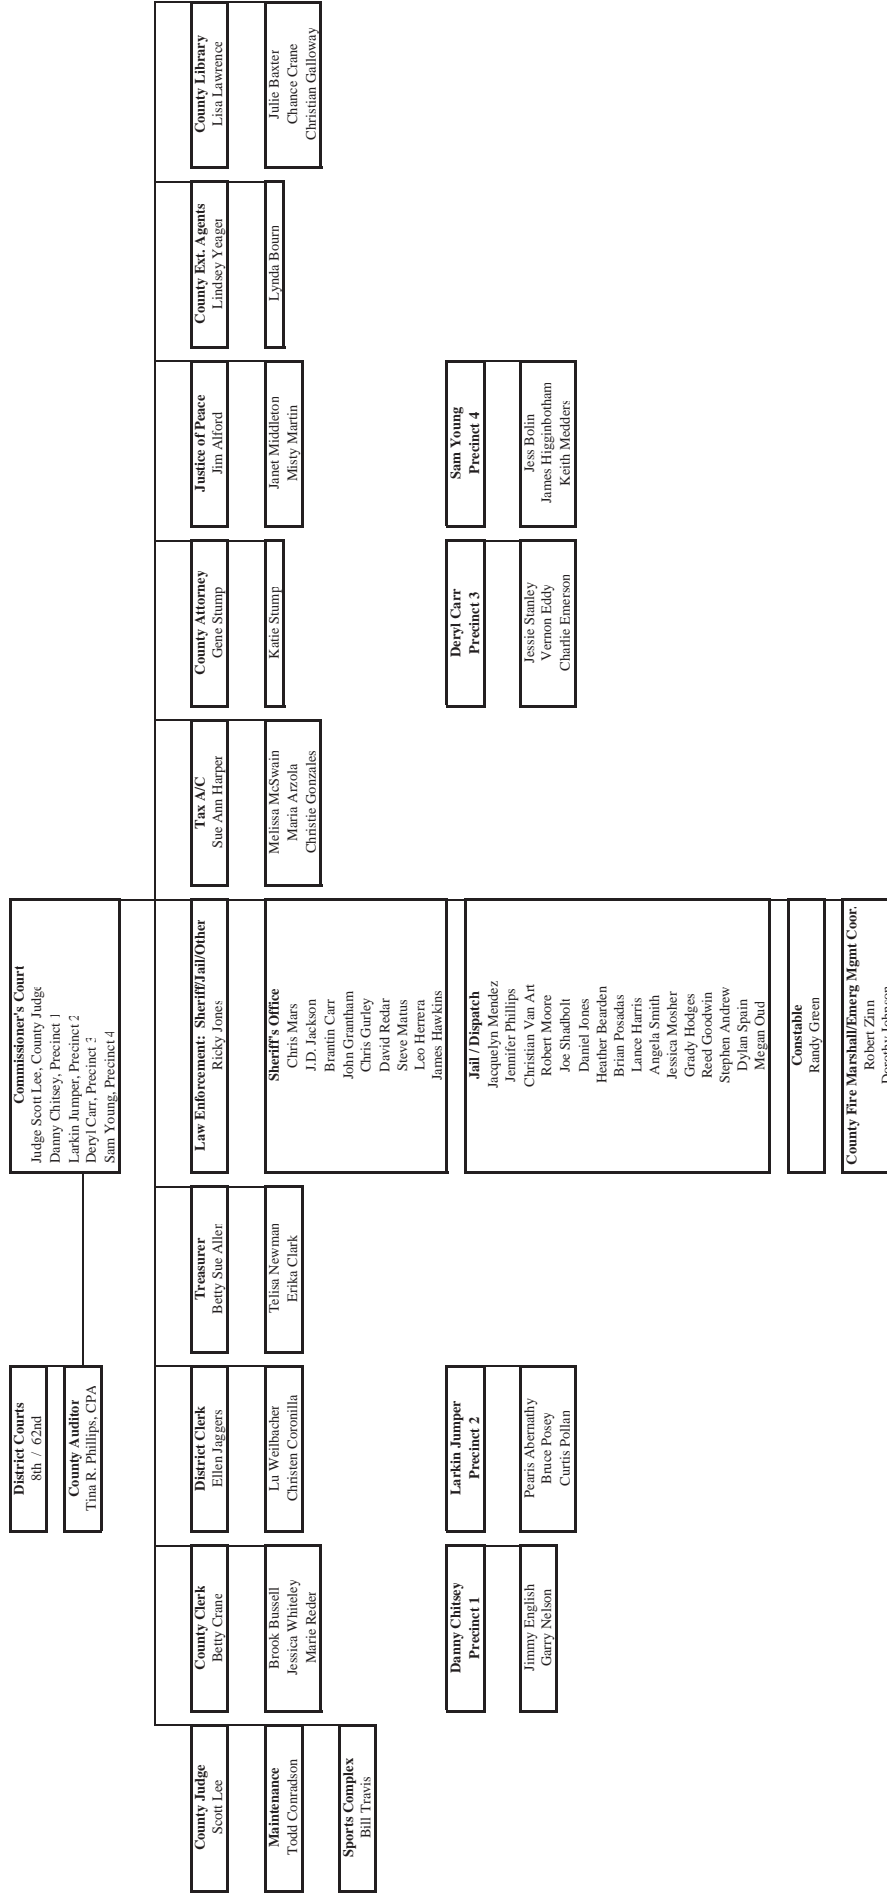 District Courts
8th / 62nd
County Auditor
Tina R. Phillips, CPA
Commissioner's Court
Judge Scott Lee, County Judge
Danny Chitsey, Precinct 1
Larkin Jumper, Precinct 2
Deryl Carr, Precinct 3
Sam Young, Precinct 4
County Judge
Scott Lee
Maintenance
Todd Conradson
Sports Complex
Bill Travis
County Clerk
Betty Crane
Brook Bussell
Jessica Whiteley
Marie Reder
District Clerk
Ellen Jaggers
Lu Weilbacher
Christen Coronilla
Treasurer
Betty Sue Allen
Telisa Newman
Erika Clark
Law Enforcement: Sheriff/Jail/Other
Ricky Jones
Sheriff's Office
Chris Mars
J.D. Jackson
Brantin Carr
John Grantham
Chris Gurley
David Redar
Steve Matus
Leo Herrera
James Hawkins
Jail / Dispatch
Jacquelyn Mendez
Jennifer Phillips
Christian Van Art
Robert Moore
Joe Shadbolt
Daniel Jones
Heather Bearden
Brian Posadas
Lance Harris
Angela Smith
Jessica Mosher
Grady Hodges
Reed Goodwin
Stephen Andrew
Dylan Spain
Megan Oud
Constable
Randy Green
County Fire Marshall/Emerg Mgmt Coor.
Robert Zinn
Dorothy Johnson
Tax A/C
Sue Ann Harper
Melissa McSwain
Maria Arzola
Christie Gonzales
County Attorney
Gene Stump
Katie Stump
Justice of Peace
Jim Alford
Janet Middleton
Misty Martin
County Ext. Agents
Lindsey Yeager
Lynda Bourn
County Library
Lisa Lawrence
Julie Baxter
Chance Crane
Christian Galloway
Danny Chitsey
Precinct 1
Jimmy English
Garry Nelson
Larkin Jumper
Precinct 2
Pearis Abernathy
Bruce Posey
Curtis Pollan
Deryl Carr
Precinct 3
Jessie Stanley
Vernon Eddy
Charlie Emerson
Sam Young
Precinct 4
Jess Bolin
James Higginbotham
Keith Medders